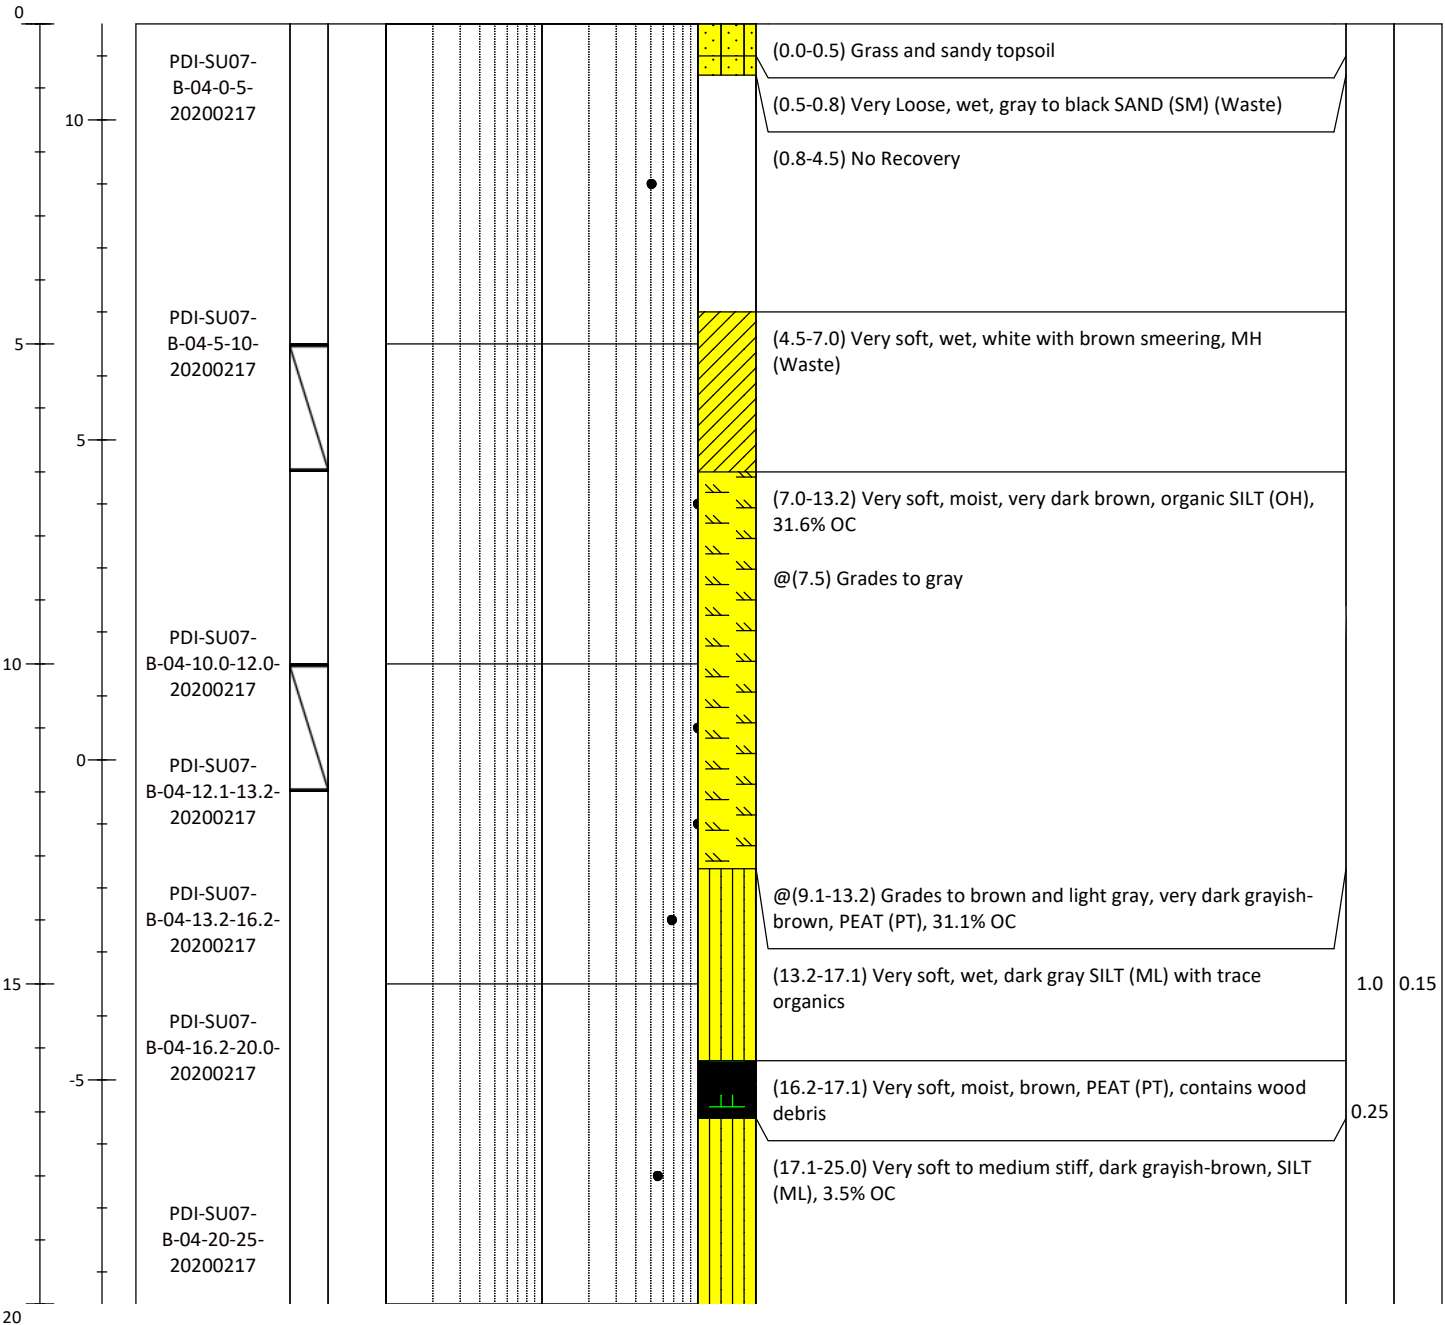 0
PDI-SU07-
B-04-0-5-
20200217
10
(0.0-0.5) Grass and sandy topsoil
(0.5-0.8) Very Loose, wet, gray to black SAND (SM) (Waste)
(0.8-4.5) No Recovery
PDI-SU07-
B-04-5-10-
20200217
5
(4.5-7.0) Very soft, wet, white with brown smeering, MH
(Waste)
5
(7.0-13.2) Very soft, moist, very dark brown, organic SILT (OH),
31.6% OC
@(7.5) Grades to gray
PDI-SU07-
B-04-10.0-12.0-
20200217
10
0
PDI-SU07-
B-04-12.1-13.2-
20200217
PDI-SU07-
B-04-13.2-16.2-
20200217
@(9.1-13.2) Grades to brown and light gray, very dark grayish-
brown, PEAT (PT), 31.1% OC
15
(13.2-17.1) Very soft, wet, dark gray SILT (ML) with trace
organics
1.0
0.15
PDI-SU07-
B-04-16.2-20.0-
20200217
-5
(16.2-17.1) Very soft, moist, brown, PEAT (PT), contains wood
debris
0.25
(17.1-25.0) Very soft to medium stiff, dark grayish-brown, SILT
(ML), 3.5% OC
PDI-SU07-
B-04-20-25-
20200217
20